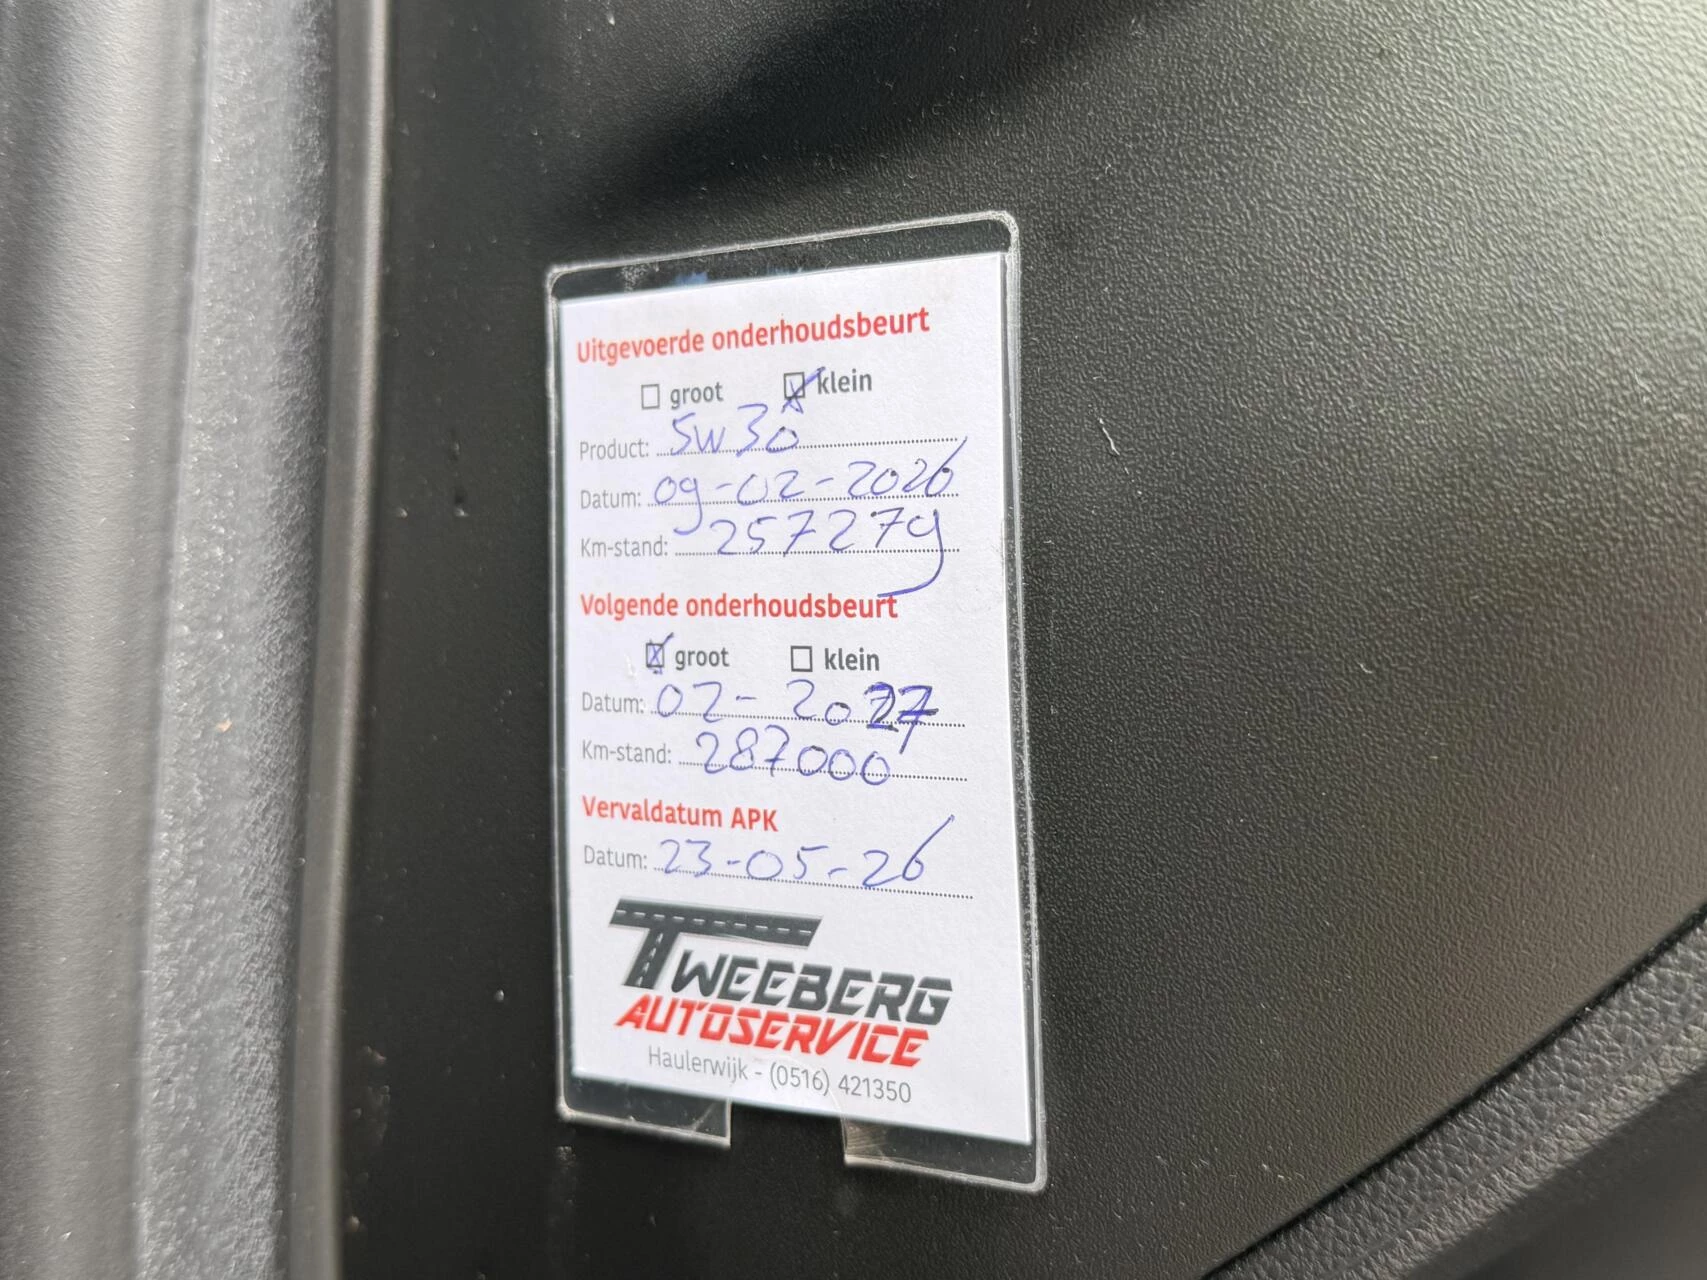 Uitgevoerde onderhoudsbeurt
groot klein
Product: 5W30
Datum: 09-02-2026
Km-stand: 257279
Volgende onderhoudsbeurt
groot klein
Datum: 02-2027
Km-stand: 287000
Vervaldatum APK
Datum: 23-05-26
TWEEBERG
AUTOSERVICE
Haulerwijk - (0516) 421350